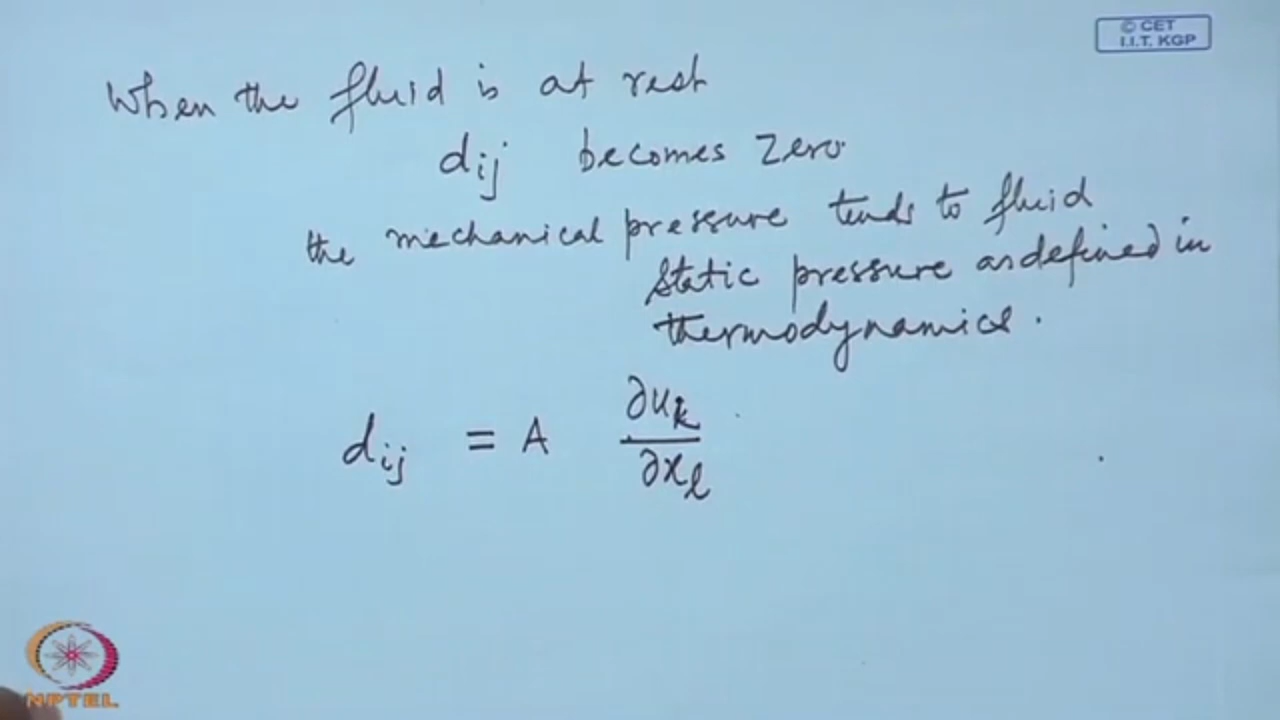 © CET
I.I.T. KGP
When the fluid is at rest
dij becomes zero
the mechanical pressure tends to fluid
static pressure as defined in
thermodynamics.
dij = A ∂uk/∂xl
NPTEL